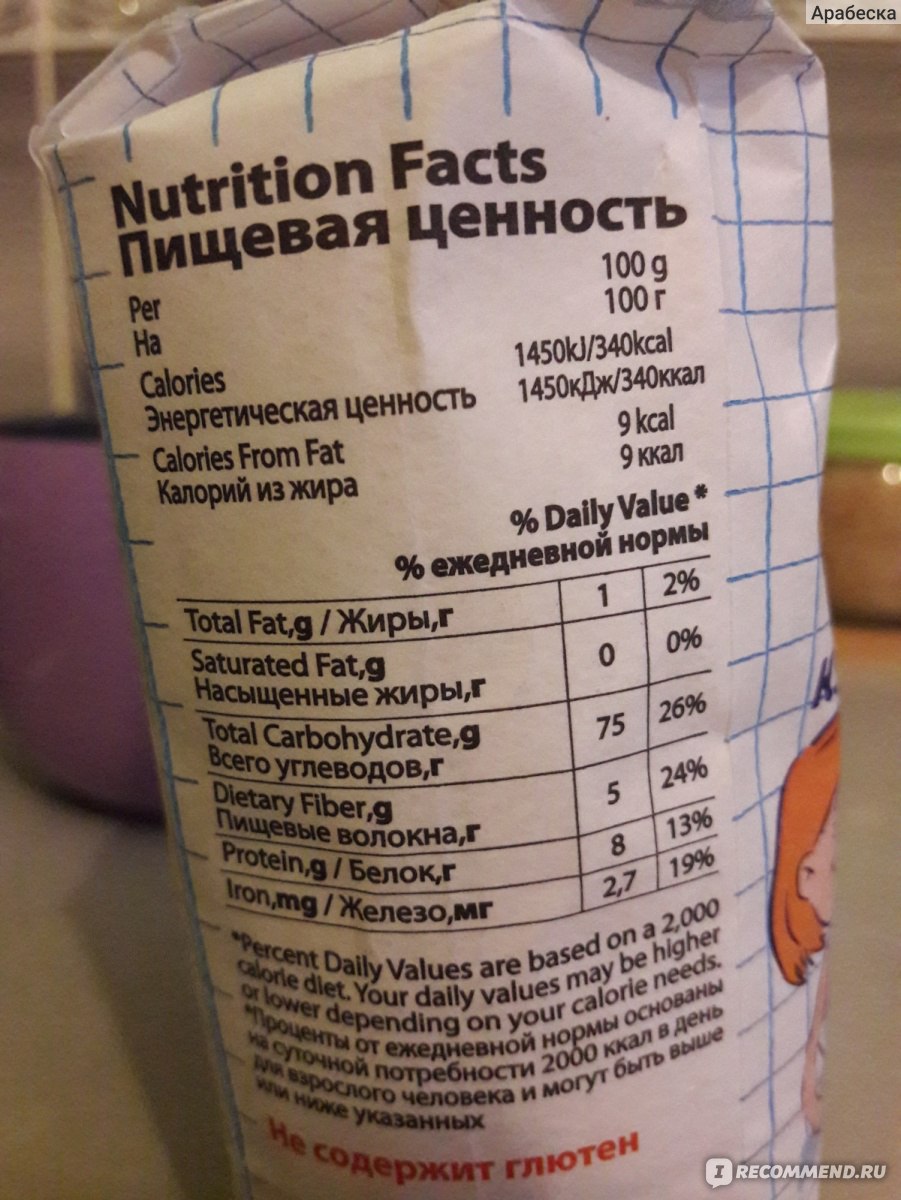 Арабеска
Nutrition Facts
Пищевая ценность
Per 100 g
На 100 г
Calories 1450kJ/340kcal
Энергетическая ценность 1450кДж/340ккал
Calories From Fat 9 kcal
Калорий из жира 9 ккал
% Daily Value *
% ежедневной нормы
Total Fat,g / Жиры,г 1 2%
Saturated Fat,g 0 0%
Насыщенные жиры,г
Total Carbohydrate,g 75 26%
Всего углеводов,г
Dietary Fiber,g 5 24%
Пищевые волокна,г
Protein,g / Белок,г 8 13%
Iron,mg / Железо,мг 2,7 19%
*Percent Daily Values are based on a 2,000
calorie diet. Your daily values may be higher
or lower depending on your calorie needs.
*Проценты от ежедневной нормы основаны
на суточной потребности 2000 ккал в день
для взрослого человека и могут быть выше
или ниже указанных
Не содержит глютен
I RECOMMEND.RU